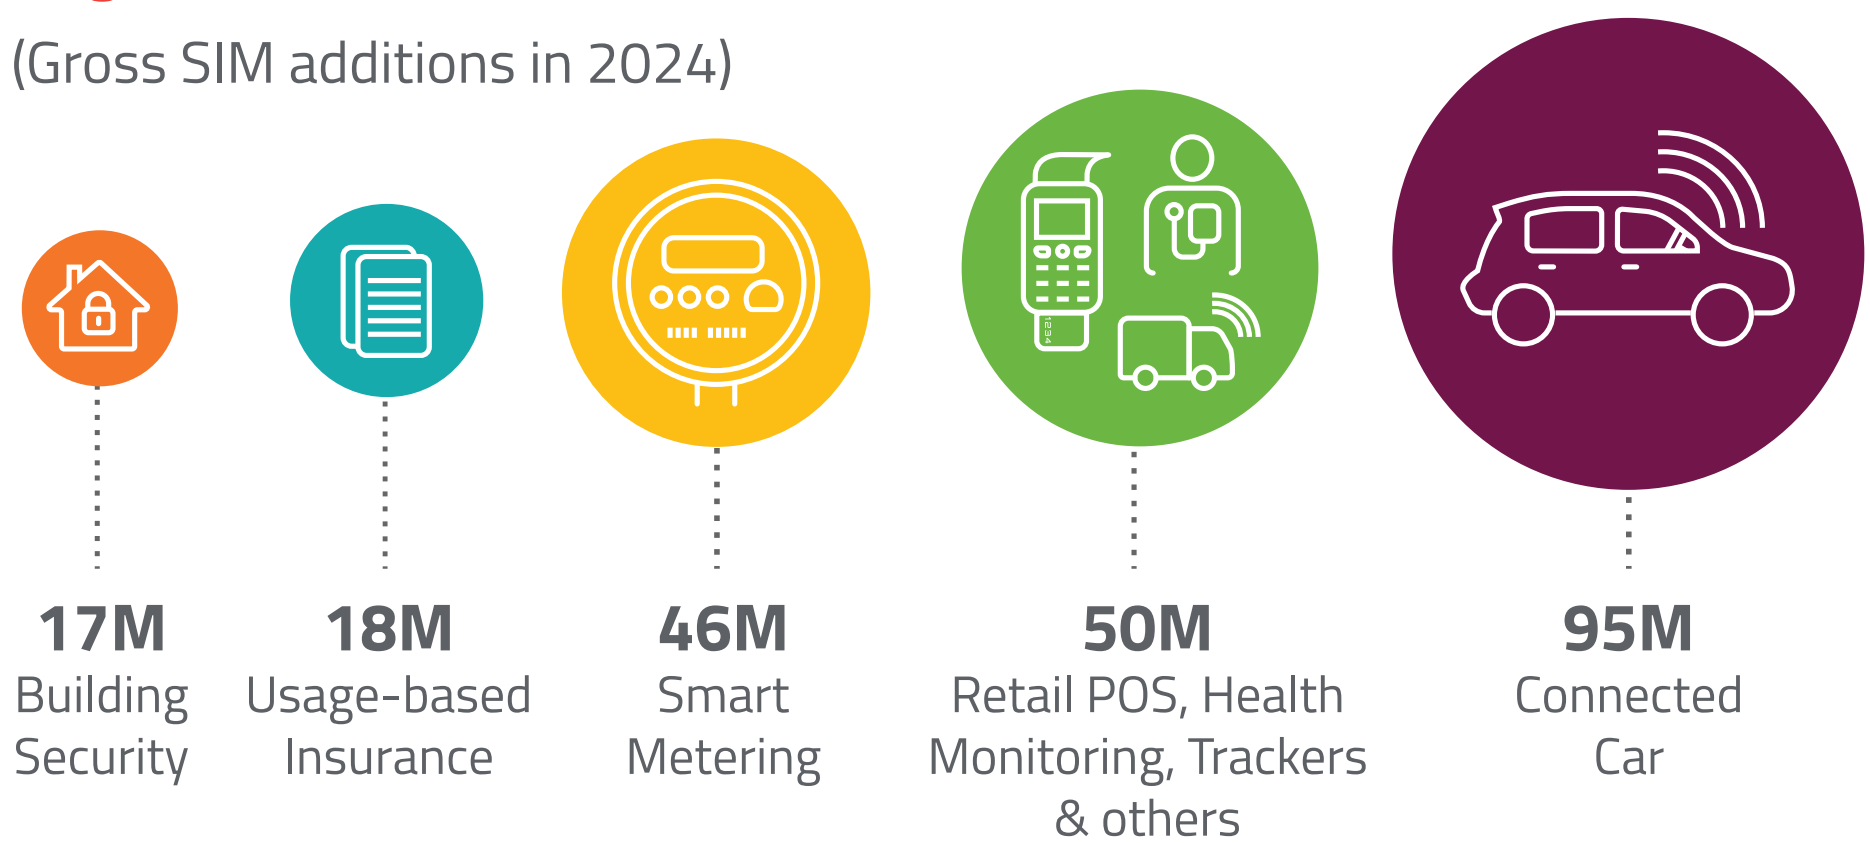 (Gross SIM additions in 2024)
1234
17M
Building
Security
18M
Usage-based
Insurance
46M
Smart
Metering
50M
Retail POS, Health
Monitoring, Trackers
& others
95M
Connected
Car